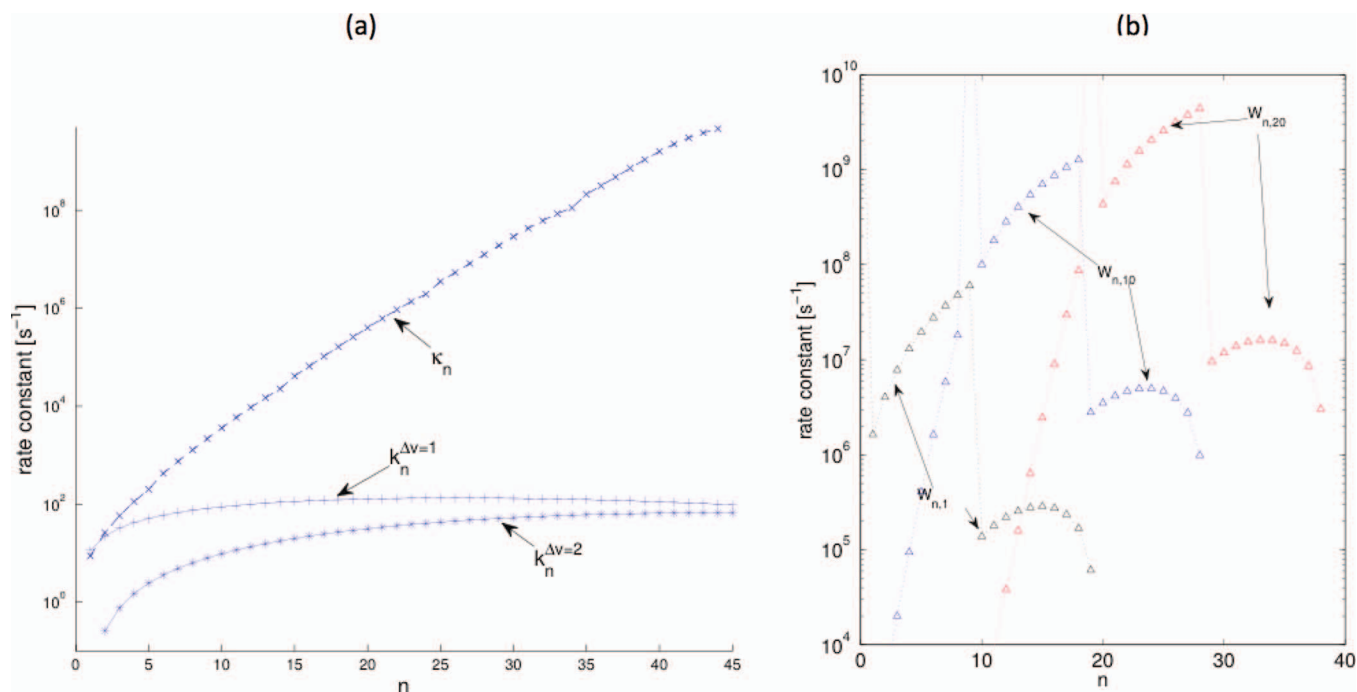 (a)
(b)
rate constant [s⁻¹]
10⁸
10⁶
10⁴
10²
10⁰
κₙ
kₙ^Δv=1
kₙ^Δv=2
0 5 10 15 20 25 30 35 40 45
n
rate constant [s⁻¹]
10¹⁰
10⁹
10⁸
10⁷
10⁶
10⁵
10⁴
Wₙ,₂₀
Wₙ,₁₀
Wₙ,₁
0 10 20 30 40
n